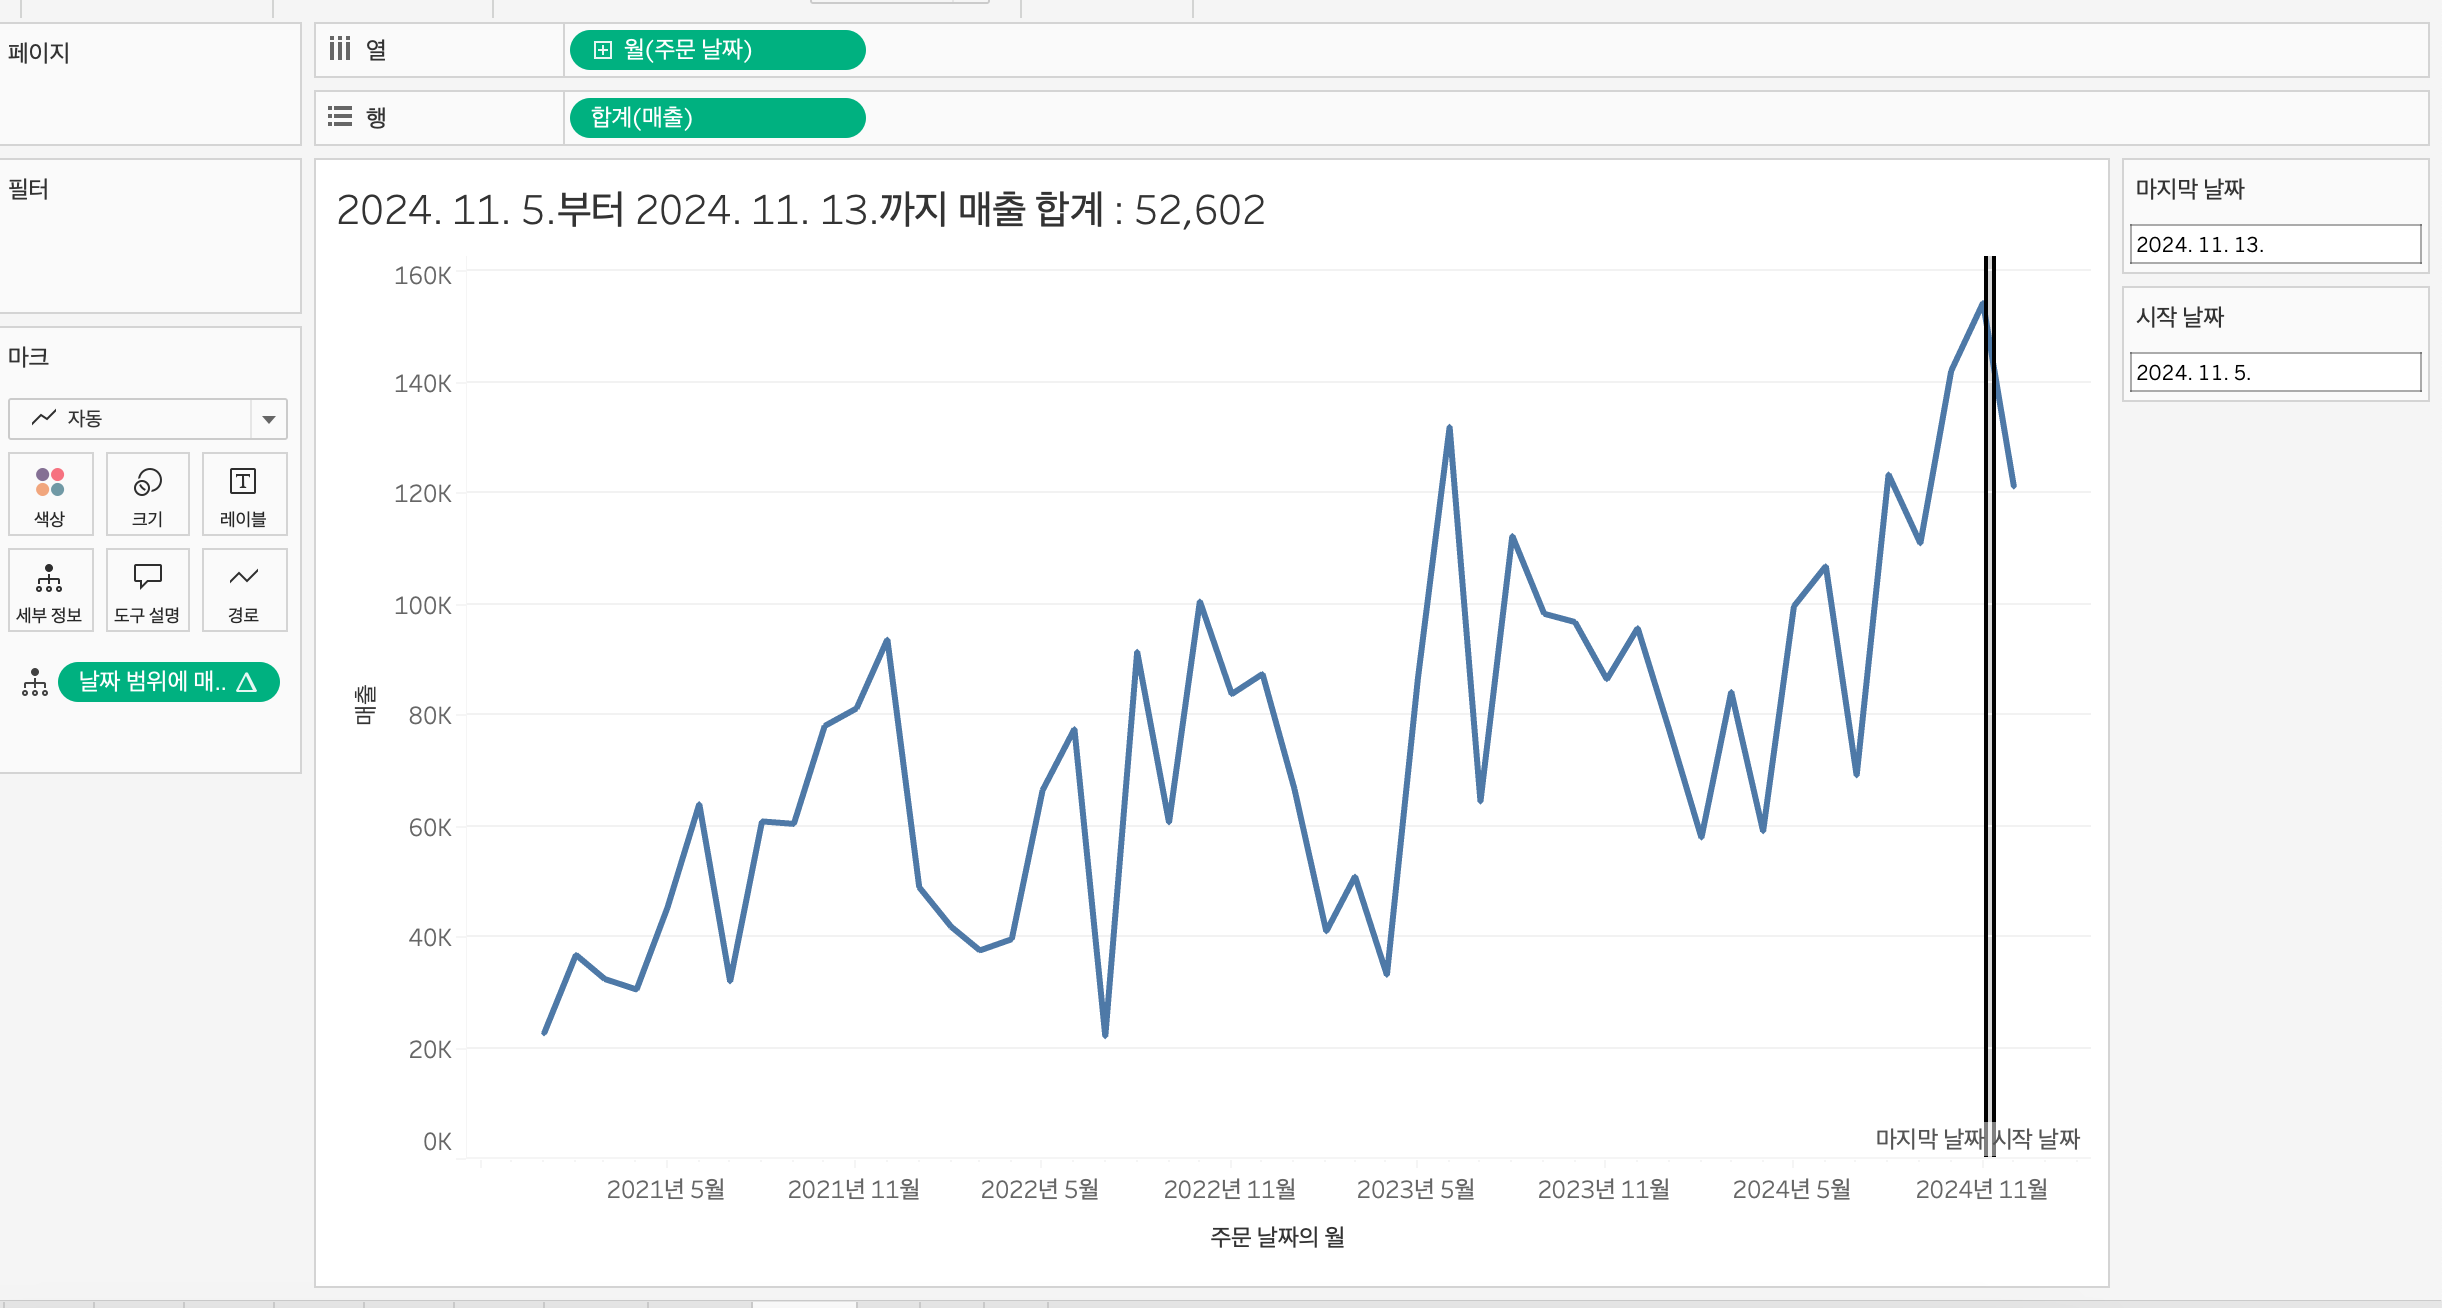 페이지
열
월(주문 날짜)
행
합계(매출)
필터
마크
자동
색상
크기
레이블
세부 정보
도구 설명
경로
날짜 범위에 매..
2024. 11. 5.부터 2024. 11. 13.까지 매출 합계 : 52,602
160K
140K
120K
100K
80K
60K
40K
20K
0K
매출
마지막 날짜
시작 날짜
2021년 5월
2021년 11월
2022년 5월
2022년 11월
2023년 5월
2023년 11월
2024년 5월
2024년 11월
주문 날짜의 월
마지막 날짜
2024. 11. 13.
시작 날짜
2024. 11. 5.